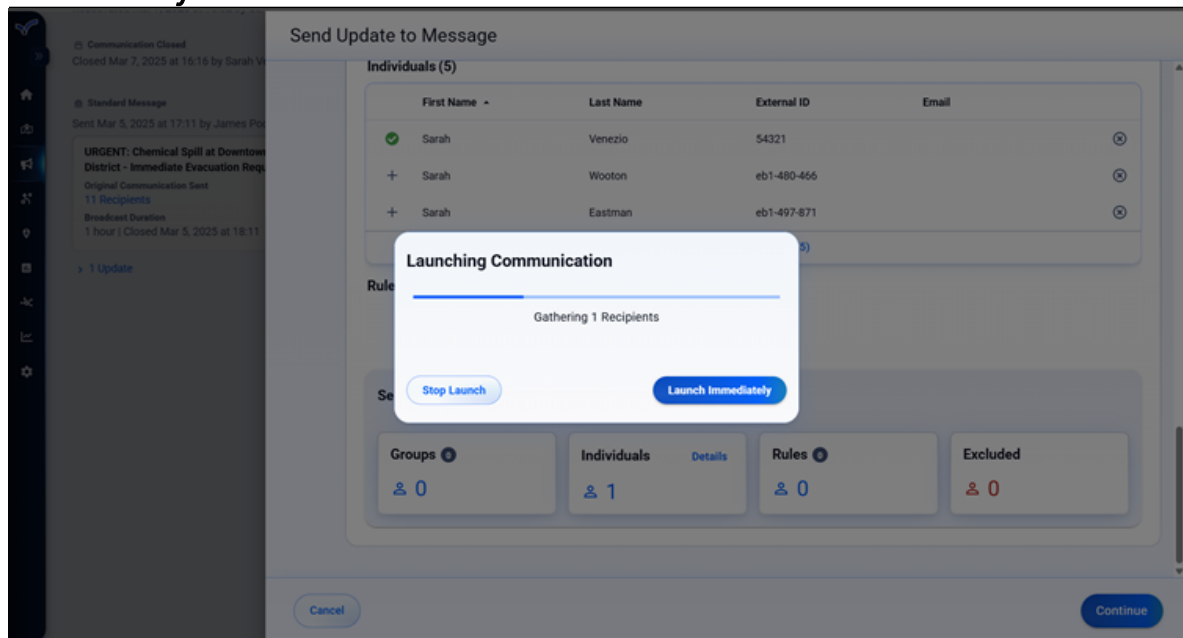 Communication Closed
Closed Mar 7, 2025 at 16:16 by Sarah
Standard Message
Sent Mar 5, 2025 at 17:11 by James
URGENT: Chemical Spill at Downtown
District - Immediate Evacuation
Original Communication Sent
11 Recipients
Broadcast Duration
1 hour | Closed Mar 5, 2025 at 18:11
> 1 Update
Send Update to Message
Individuals (5)
First Name Last Name External ID Email
Sarah Venezio 54321
Sarah Wooton eb1-480-466
Sarah Eastman eb1-497-871
5)
Launching Communication
Gathering 1 Recipients
Stop Launch Launch Immediately
Groups Individuals Details Rules Excluded
0 1 0 0
Cancel Continue